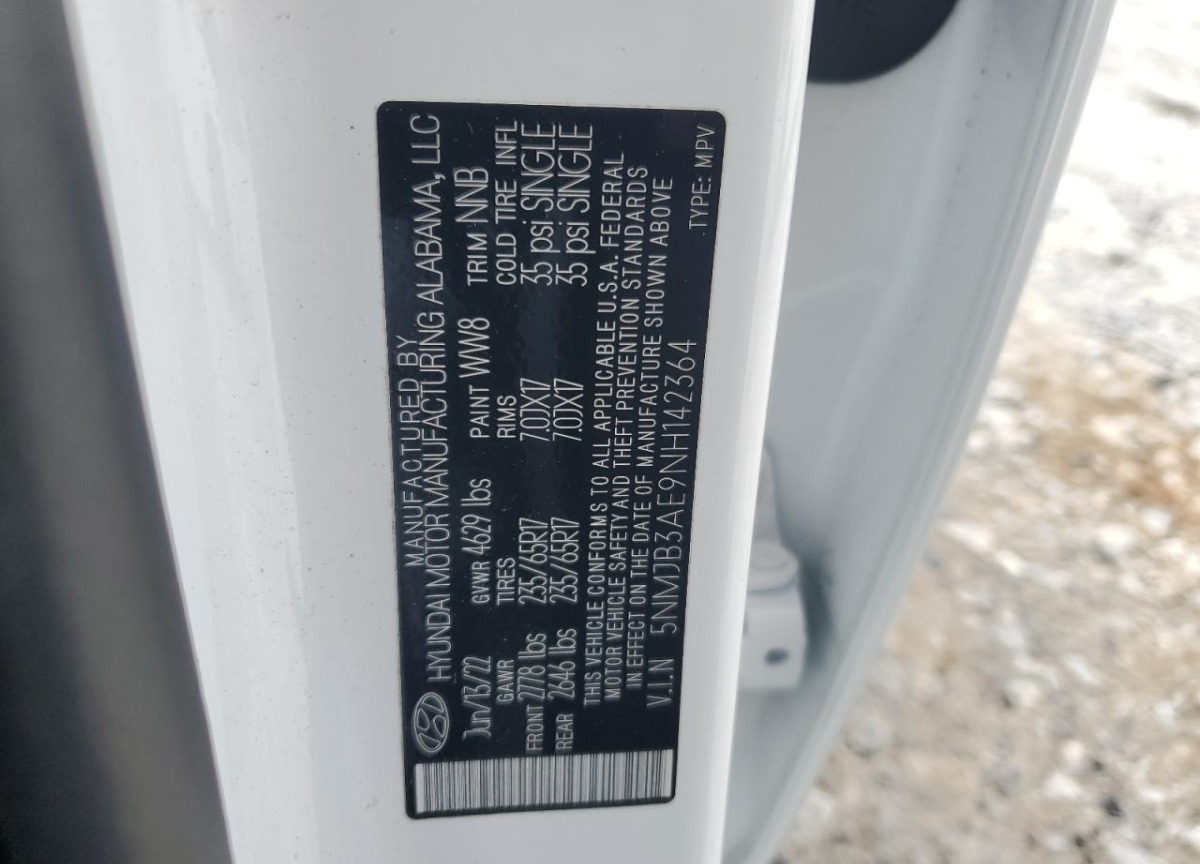 MANUFACTURED BY
HYUNDAI MOTOR MANUFACTURING ALABAMA, LLC
Jun/13/22 GVWR 4629 lbs PAINT WW8 TRIM NNB
GAWR TIRES RIMS COLD TIRE INFL
FRONT 2778 lbs 235/65R17 7.0JX17 35 psi SINGLE
REAR 2646 lbs 235/65R17 7.0JX17 35 psi SINGLE
THIS VEHICLE CONFORMS TO ALL APPLICABLE U.S.A. FEDERAL
MOTOR VEHICLE SAFETY AND THEFT PREVENTION STANDARDS
IN EFFECT ON THE DATE OF MANUFACTURE SHOWN ABOVE
V.I.N 5NMJB3AE9NH142364 TYPE: MPV